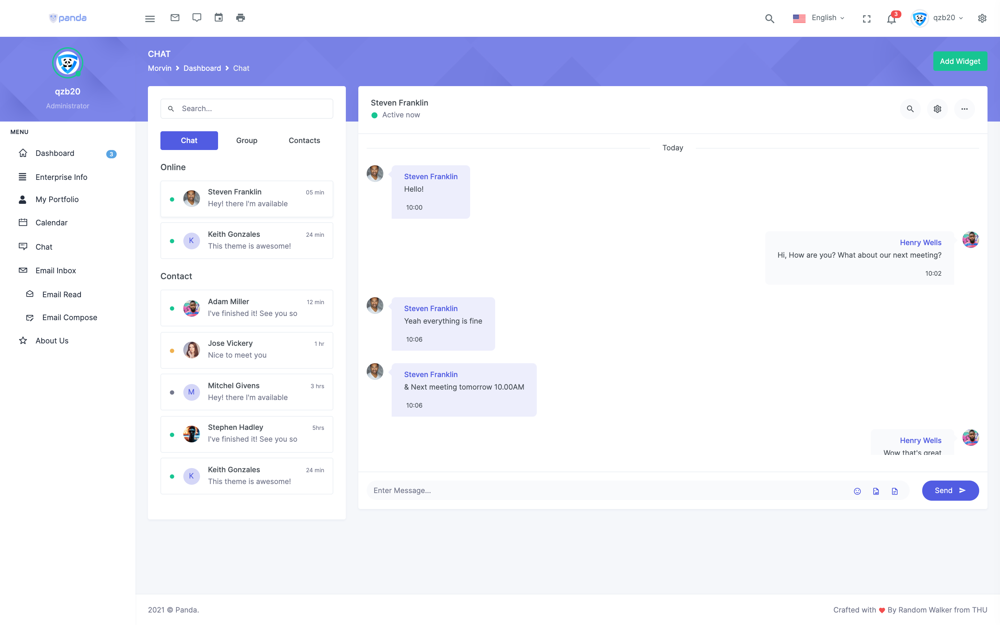 panda
English
3
qzb20
qzb20
Administrator
MENU
Dashboard
3
Enterprise Info
My Portfolio
Calendar
Chat
Email Inbox
Email Read
Email Compose
About Us
CHAT
Morvin > Dashboard > Chat
Add Widget
Search...
Chat
Group
Contacts
Online
Steven Franklin
05 min
Hey! there I'm available
K
Keith Gonzales
24 min
This theme is awesome!
Contact
Adam Miller
12 min
I've finished it! See you so
Jose Vickery
1 hr
Nice to meet you
M
Mitchel Givens
3 hrs
Hey! there I'm available
Stephen Hadley
5hrs
I've finished it! See you so
K
Keith Gonzales
24 min
This theme is awesome!
Steven Franklin
Active now
Today
Steven Franklin
Hello!
10:00
Henry Wells
Hi, How are you? What about our next meeting?
10:02
Steven Franklin
Yeah everything is fine
10:06
Steven Franklin
& Next meeting tomorrow 10.00AM
10:06
Henry Wells
Wow that's great
Enter Message...
Send
2021 © Panda.
Crafted with ❤ By Random Walker from THU